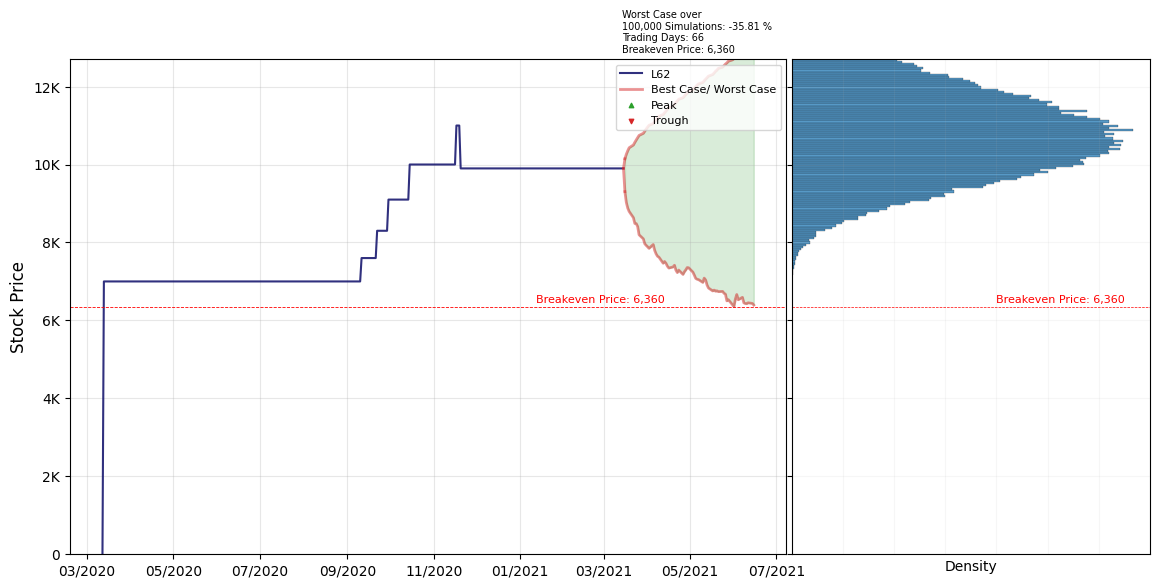 Worst Case over
100,000 Simulations: -35.81 %
Trading Days: 66
Breakeven Price: 6,360
L62
Best Case/ Worst Case
Peak
Trough
12K
10K
8K
6K
4K
2K
0
Stock Price
Breakeven Price: 6,360
Breakeven Price: 6,360
03/2020
05/2020
07/2020
09/2020
11/2020
01/2021
03/2021
05/2021
07/2021
Density